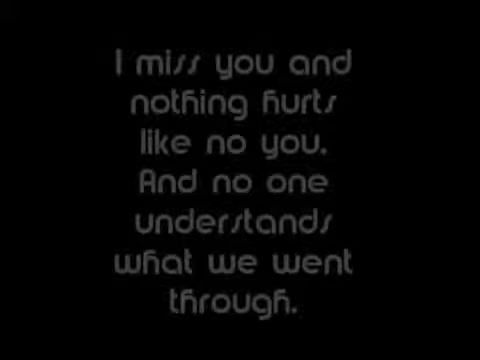 I miss you and
nothing hurts
like no you.
And no one
understands
what we went
through.